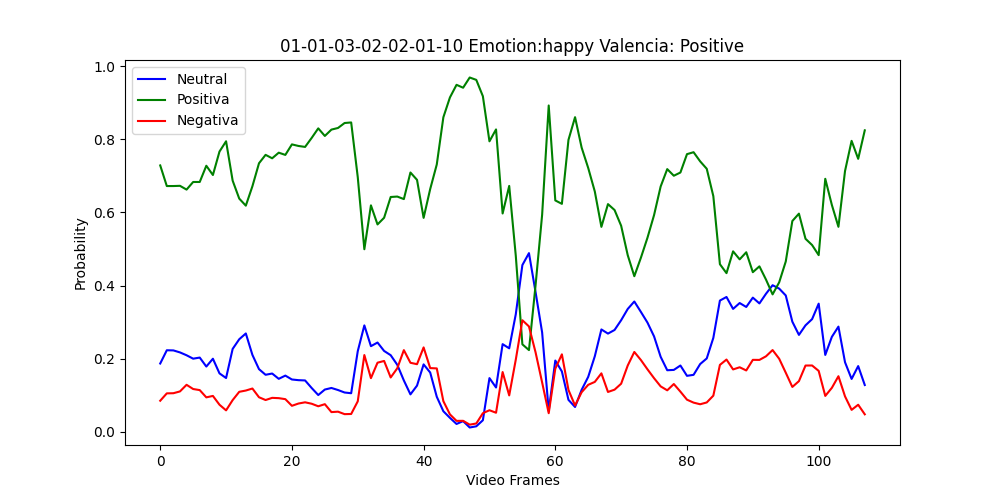 01-01-03-02-02-01-10 Emotion:happy Valencia: Positive
Neutral
Positiva
Negativa
Probability
1.0
0.8
0.6
0.4
0.2
0.0
0 20 40 60 80 100
Video Frames